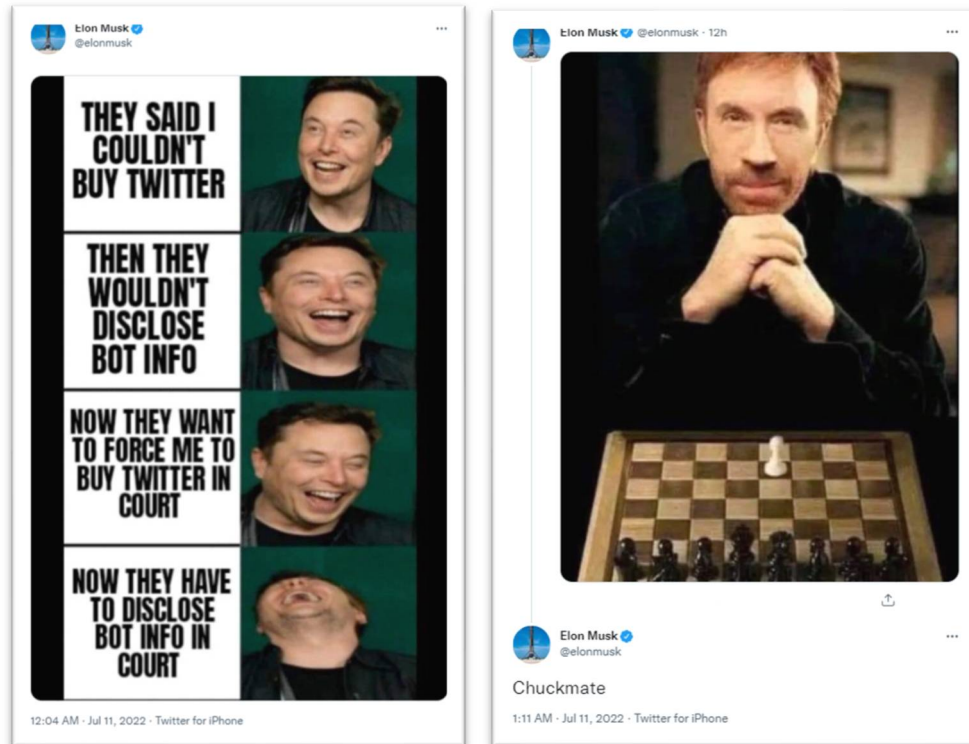 Elon Musk
@elonmusk
THEY SAID I
COULDN'T
BUY TWITTER
THEN THEY
WOULDN'T
DISCLOSE
BOT INFO
NOW THEY WANT
TO FORCE ME TO
BUY TWITTER IN
COURT
NOW THEY HAVE
TO DISCLOSE
BOT INFO IN
COURT
12:04 AM · Jul 11, 2022 · Twitter for iPhone
Elon Musk @elonmusk · 12h
Elon Musk
@elonmusk
Chuckmate
1:11 AM · Jul 11, 2022 · Twitter for iPhone